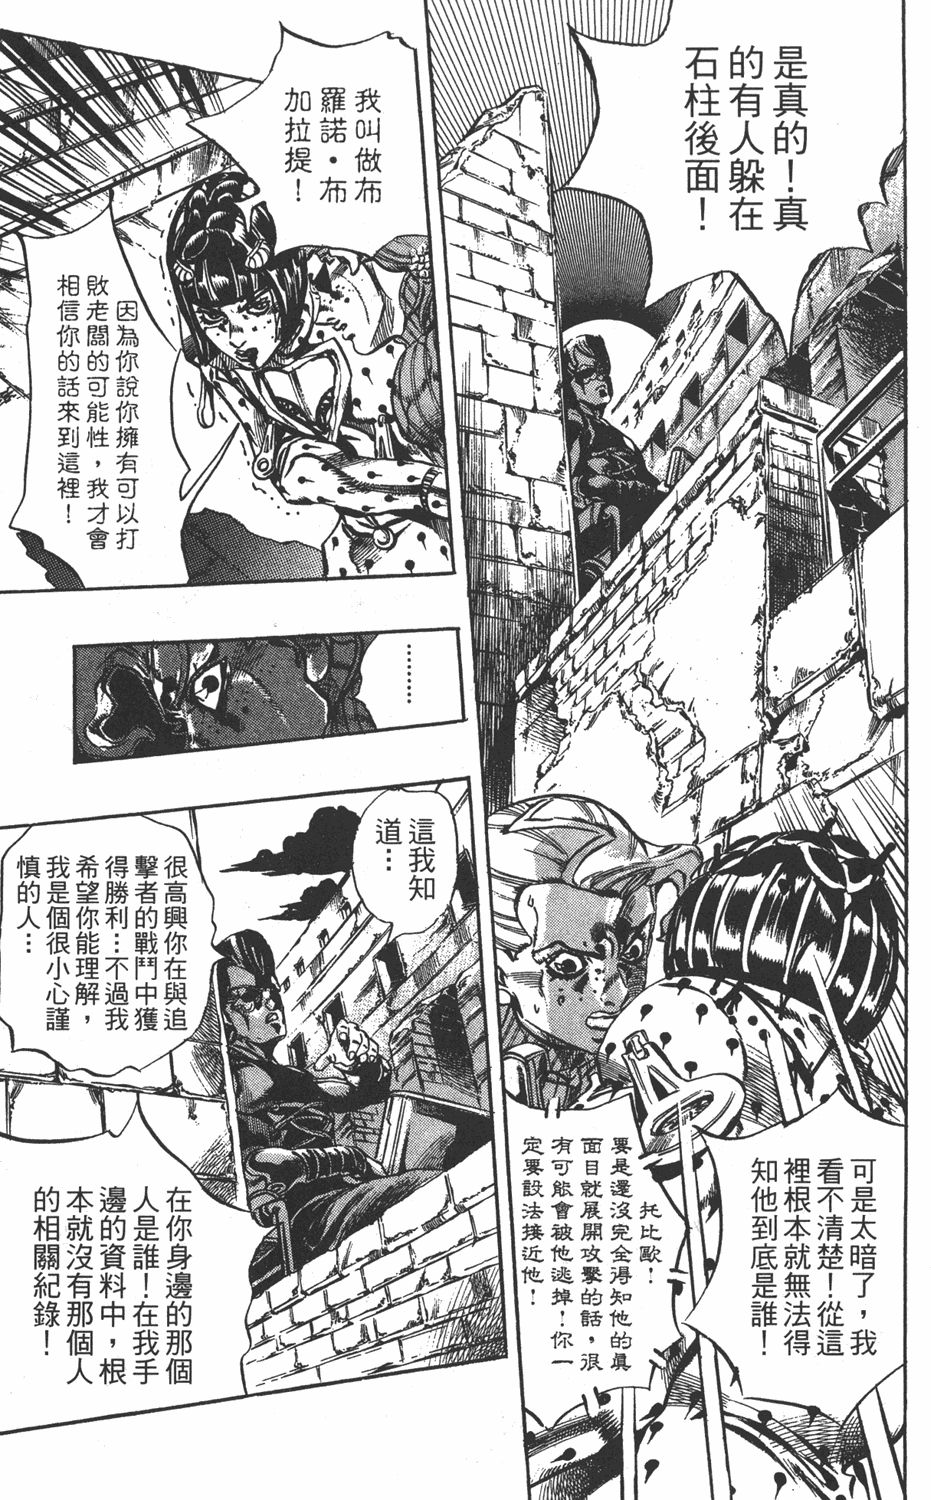 是真的！真
的有人躲在
石柱後面！
可是太暗了，我
看不清楚！從這
裡根本就無法得
知他到底是誰！
托比歐！
要是還沒完全得知他的真
面目就展開攻擊的話，很
有可能會被他逃掉！你一
定要設法接近他！
我叫做布
羅諾・布
加拉提！
因為你說你擁有可以打
敗老闆的可能性，我才會
相信你的話來到這裡！
………
這我知
道…
很高興你在與追
擊者的戰鬥中獲
得勝利…不過我
希望你能理解，
我是個很小心謹
慎的人…
在你身邊的那個
人是誰！在我手
邊的資料中，根
本就沒有那個人
的相關紀錄！